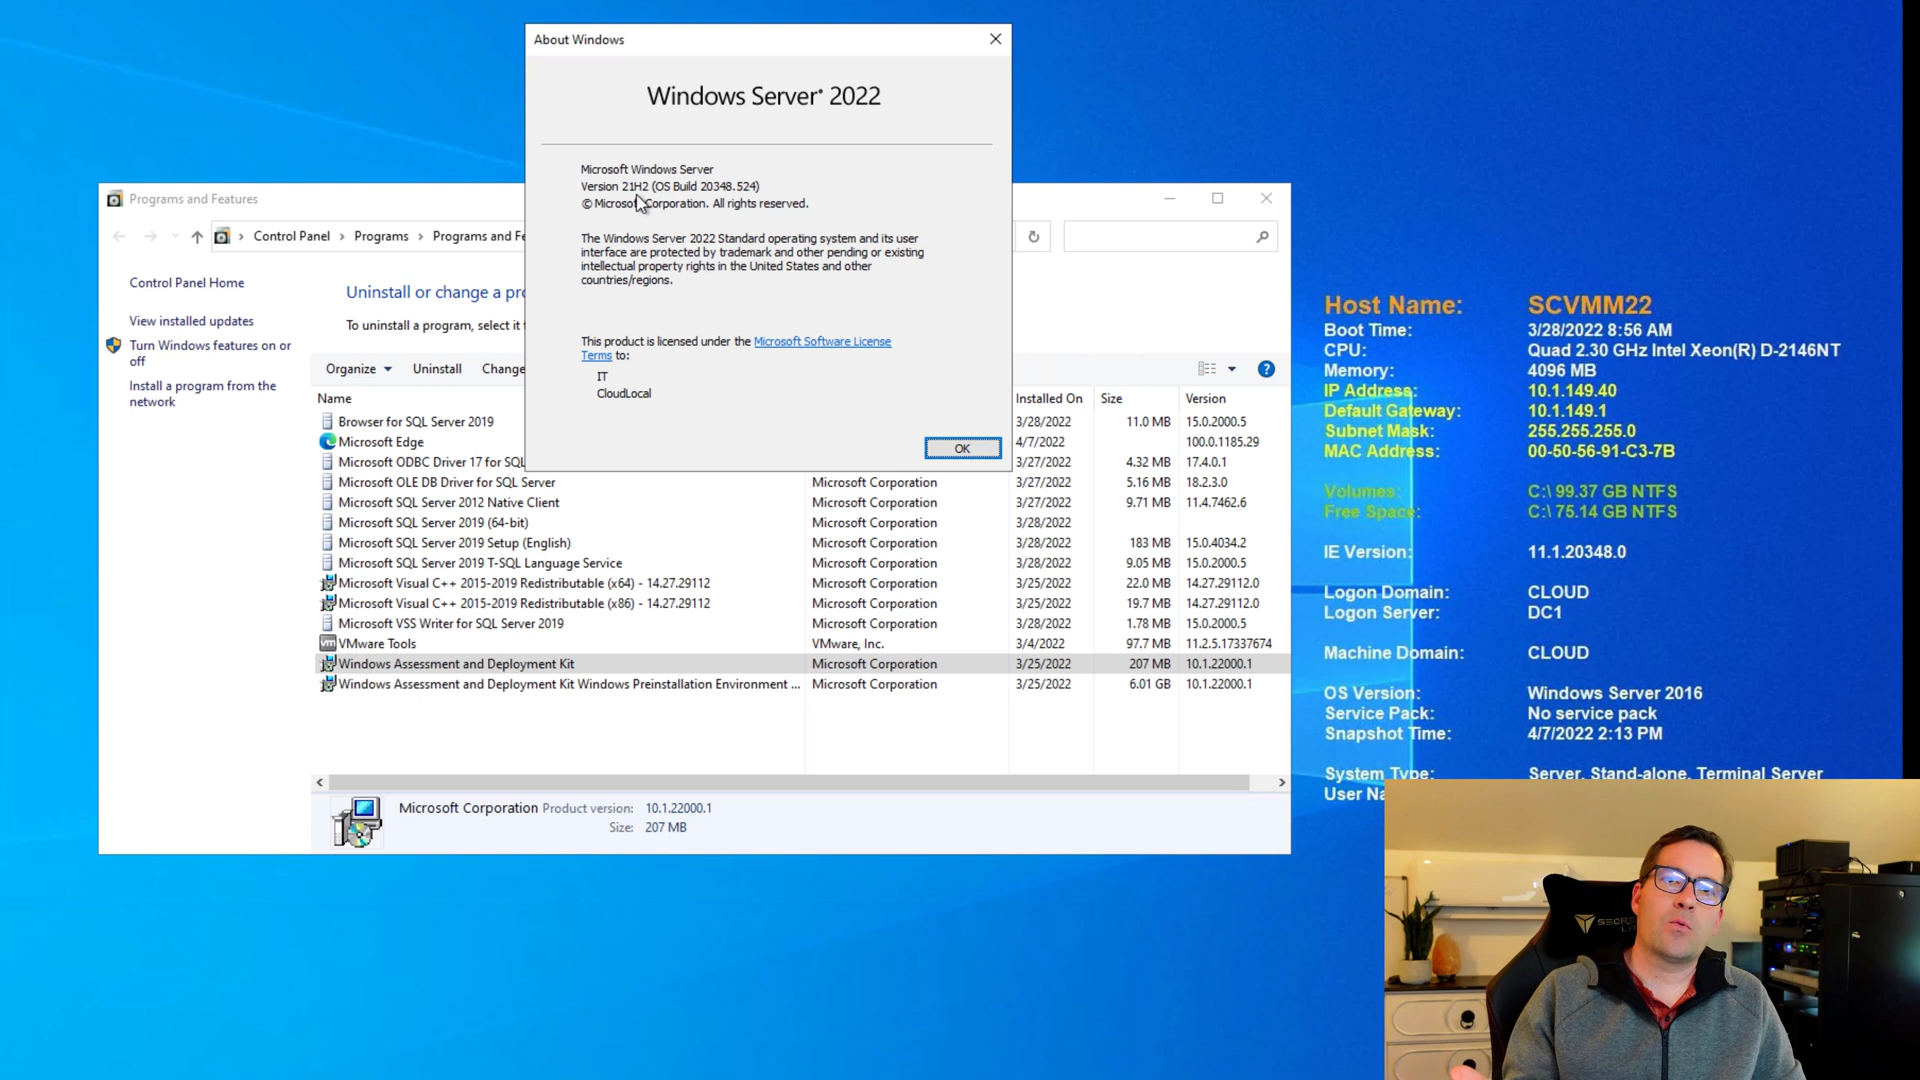 About Windows
Windows Server® 2022
Microsoft Windows Server
Version 21H2 (OS Build 20348.524)
© Microsoft Corporation. All rights reserved.
The Windows Server 2022 Standard operating system and its user
interface are protected by trademark and other pending or existing
intellectual property rights in the United States and other
countries/regions.
This product is licensed under the Microsoft Software License
Terms to:
IT
CloudLocal
OK
Programs and Features
Control Panel Programs Programs and Fe
Control Panel Home
View installed updates
Turn Windows features on or
off
Install a program from the
network
Uninstall or change a pro
To uninstall a program, select it
Organize Uninstall Change
Name Installed On Size Version
Browser for SQL Server 2019 3/28/2022 11.0 MB 15.0.2000.5
Microsoft Edge 4/7/2022 100.0.1185.29
Microsoft ODBC Driver 17 for SQL 3/27/2022 4.32 MB 17.4.0.1
Microsoft OLE DB Driver for SQL Server Microsoft Corporation 3/27/2022 5.16 MB 18.2.3.0
Microsoft SQL Server 2012 Native Client Microsoft Corporation 3/27/2022 9.71 MB 11.4.7462.6
Microsoft SQL Server 2019 (64-bit) Microsoft Corporation 3/28/2022
Microsoft SQL Server 2019 Setup (English) Microsoft Corporation 3/28/2022 183 MB 15.0.4034.2
Microsoft SQL Server 2019 T-SQL Language Service Microsoft Corporation 3/28/2022 9.05 MB 15.0.2000.5
Microsoft Visual C++ 2015-2019 Redistributable (x64) - 14.27.29112 Microsoft Corporation 3/25/2022 22.0 MB 14.27.29112.0
Microsoft Visual C++ 2015-2019 Redistributable (x86) - 14.27.29112 Microsoft Corporation 3/25/2022 19.7 MB 14.27.29112.0
Microsoft VSS Writer for SQL Server 2019 Microsoft Corporation 3/28/2022 1.78 MB 15.0.2000.5
VMware Tools VMware, Inc. 3/4/2022 97.7 MB 11.2.5.17337674
Windows Assessment and Deployment Kit Microsoft Corporation 3/25/2022 207 MB 10.1.22000.1
Windows Assessment and Deployment Kit Windows Preinstallation Environment ... Microsoft Corporation 3/25/2022 6.01 GB 10.1.22000.1
Microsoft Corporation Product version: 10.1.22000.1
Size: 207 MB
Host Name: SCVMM22
Boot Time: 3/28/2022 8:56 AM
CPU: Quad 2.30 GHz Intel Xeon(R) D-2146NT
Memory: 4096 MB
IP Address: 10.1.149.40
Default Gateway: 10.1.149.1
Subnet Mask: 255.255.255.0
MAC Address: 00-50-56-91-C3-7B
Volumes: C:\ 99.37 GB NTFS
Free Space: C:\ 75.14 GB NTFS
IE Version: 11.1.20348.0
Logon Domain: CLOUD
Logon Server: DC1
Machine Domain: CLOUD
OS Version: Windows Server 2016
Service Pack: No service pack
Snapshot Time: 4/7/2022 2:13 PM
System Type: Server, Stand-alone, Terminal Server
User Na